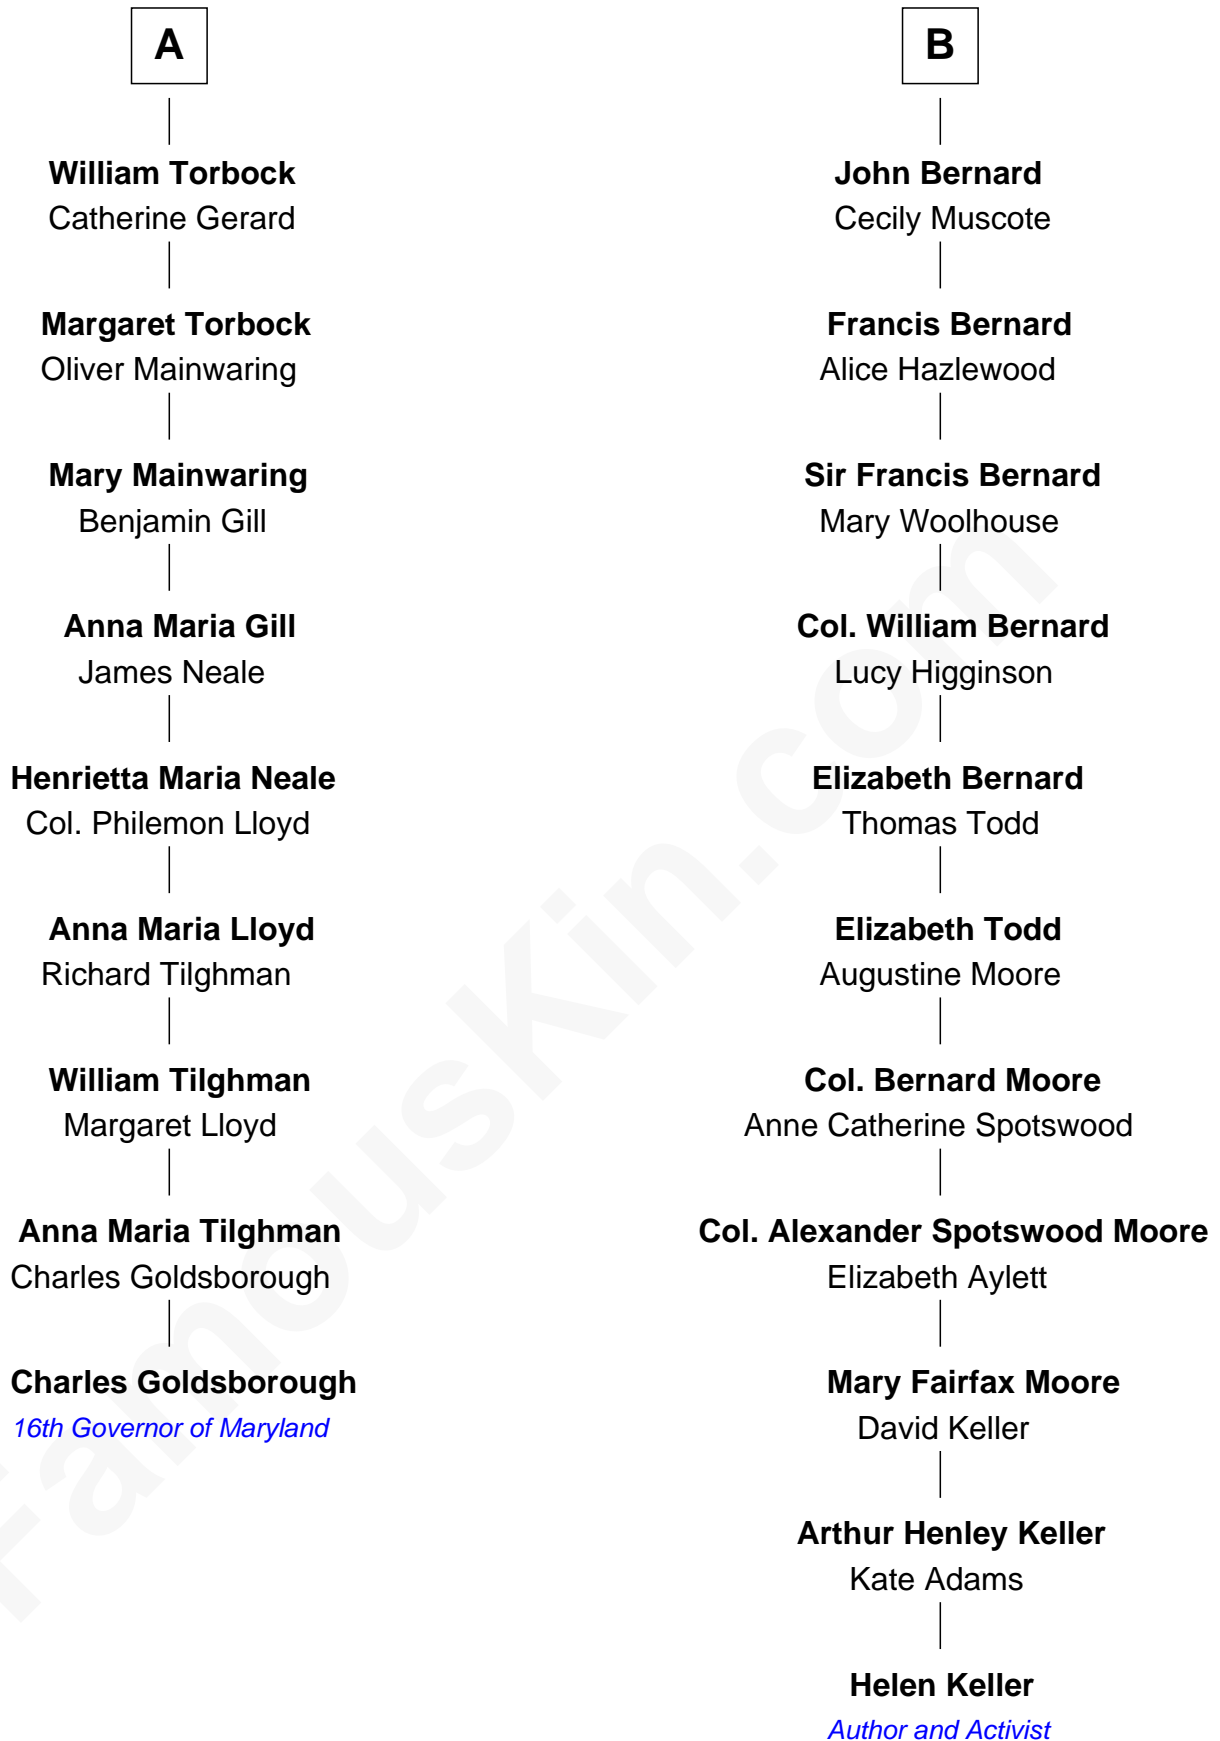 A
William Torbock
Catherine Gerard
Margaret Torbock
Oliver Mainwaring
Mary Mainwaring
Benjamin Gill
Anna Maria Gill
James Neale
Henrietta Maria Neale
Col. Philemon Lloyd
Anna Maria Lloyd
Richard Tilghman
William Tilghman
Margaret Lloyd
Anna Maria Tilghman
Charles Goldsborough
Charles Goldsborough
16th Governor of Maryland
B
John Bernard
Cecily Muscote
Francis Bernard
Alice Hazlewood
Sir Francis Bernard
Mary Woolhouse
Col. William Bernard
Lucy Higginson
Elizabeth Bernard
Thomas Todd
Elizabeth Todd
Augustine Moore
Col. Bernard Moore
Anne Catherine Spotswood
Col. Alexander Spotswood Moore
Elizabeth Aylett
Mary Fairfax Moore
David Keller
Arthur Henley Keller
Kate Adams
Helen Keller
Author and Activist
FamousKin.com